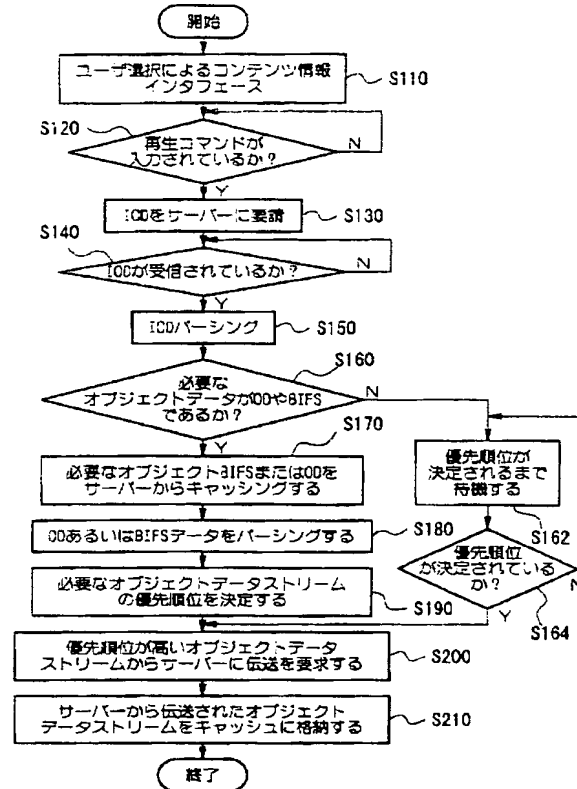 開始
ユーザ選択によるコンテンツ情報
インタフェース
S110
S120
再生コマンドが
入力されているか？
N
Y
IODをサーバーに要請
S130
S140
IODが受信されているか？
N
Y
IODパーシング
S150
S160
必要な
オブジェクトデータがODやBIFS
であるか？
N
Y
S170
必要なオブジェクトBIFSまたはODを
サーバーからキャッシングする
優先順位が
決定されるまで
待機する
S162
ODあるいはBIFSデータをパーシングする
S180
優先順位
が決定されている
か？
N
Y
S164
必要なオブジェクトデータストリーム
の優先順位を決定する
S190
優先順位が高いオブジェクトデータ
ストリームからサーバーに伝送を要求する
S200
サーバーから伝送されたオブジェクト
データストリームをキャッシュに格納する
S210
終了